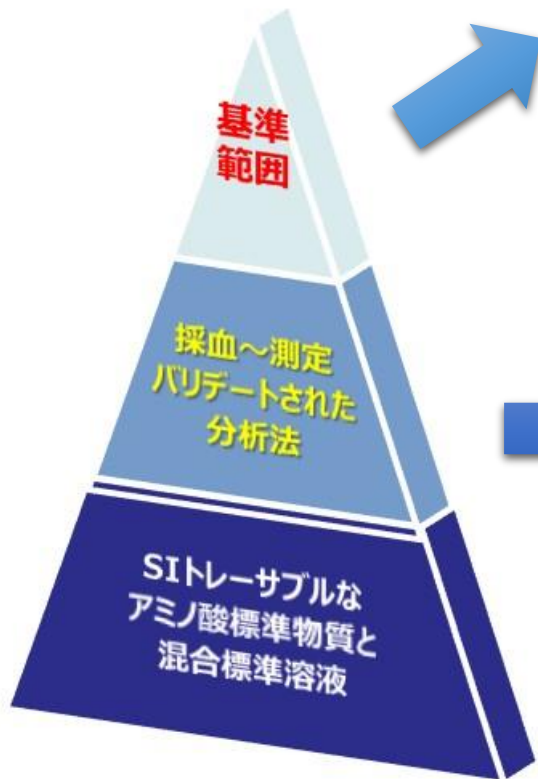 基準
範囲
採血～測定
バリデートされた
分析法
SIトレーサブルな
アミノ酸標準物質と
混合標準溶液